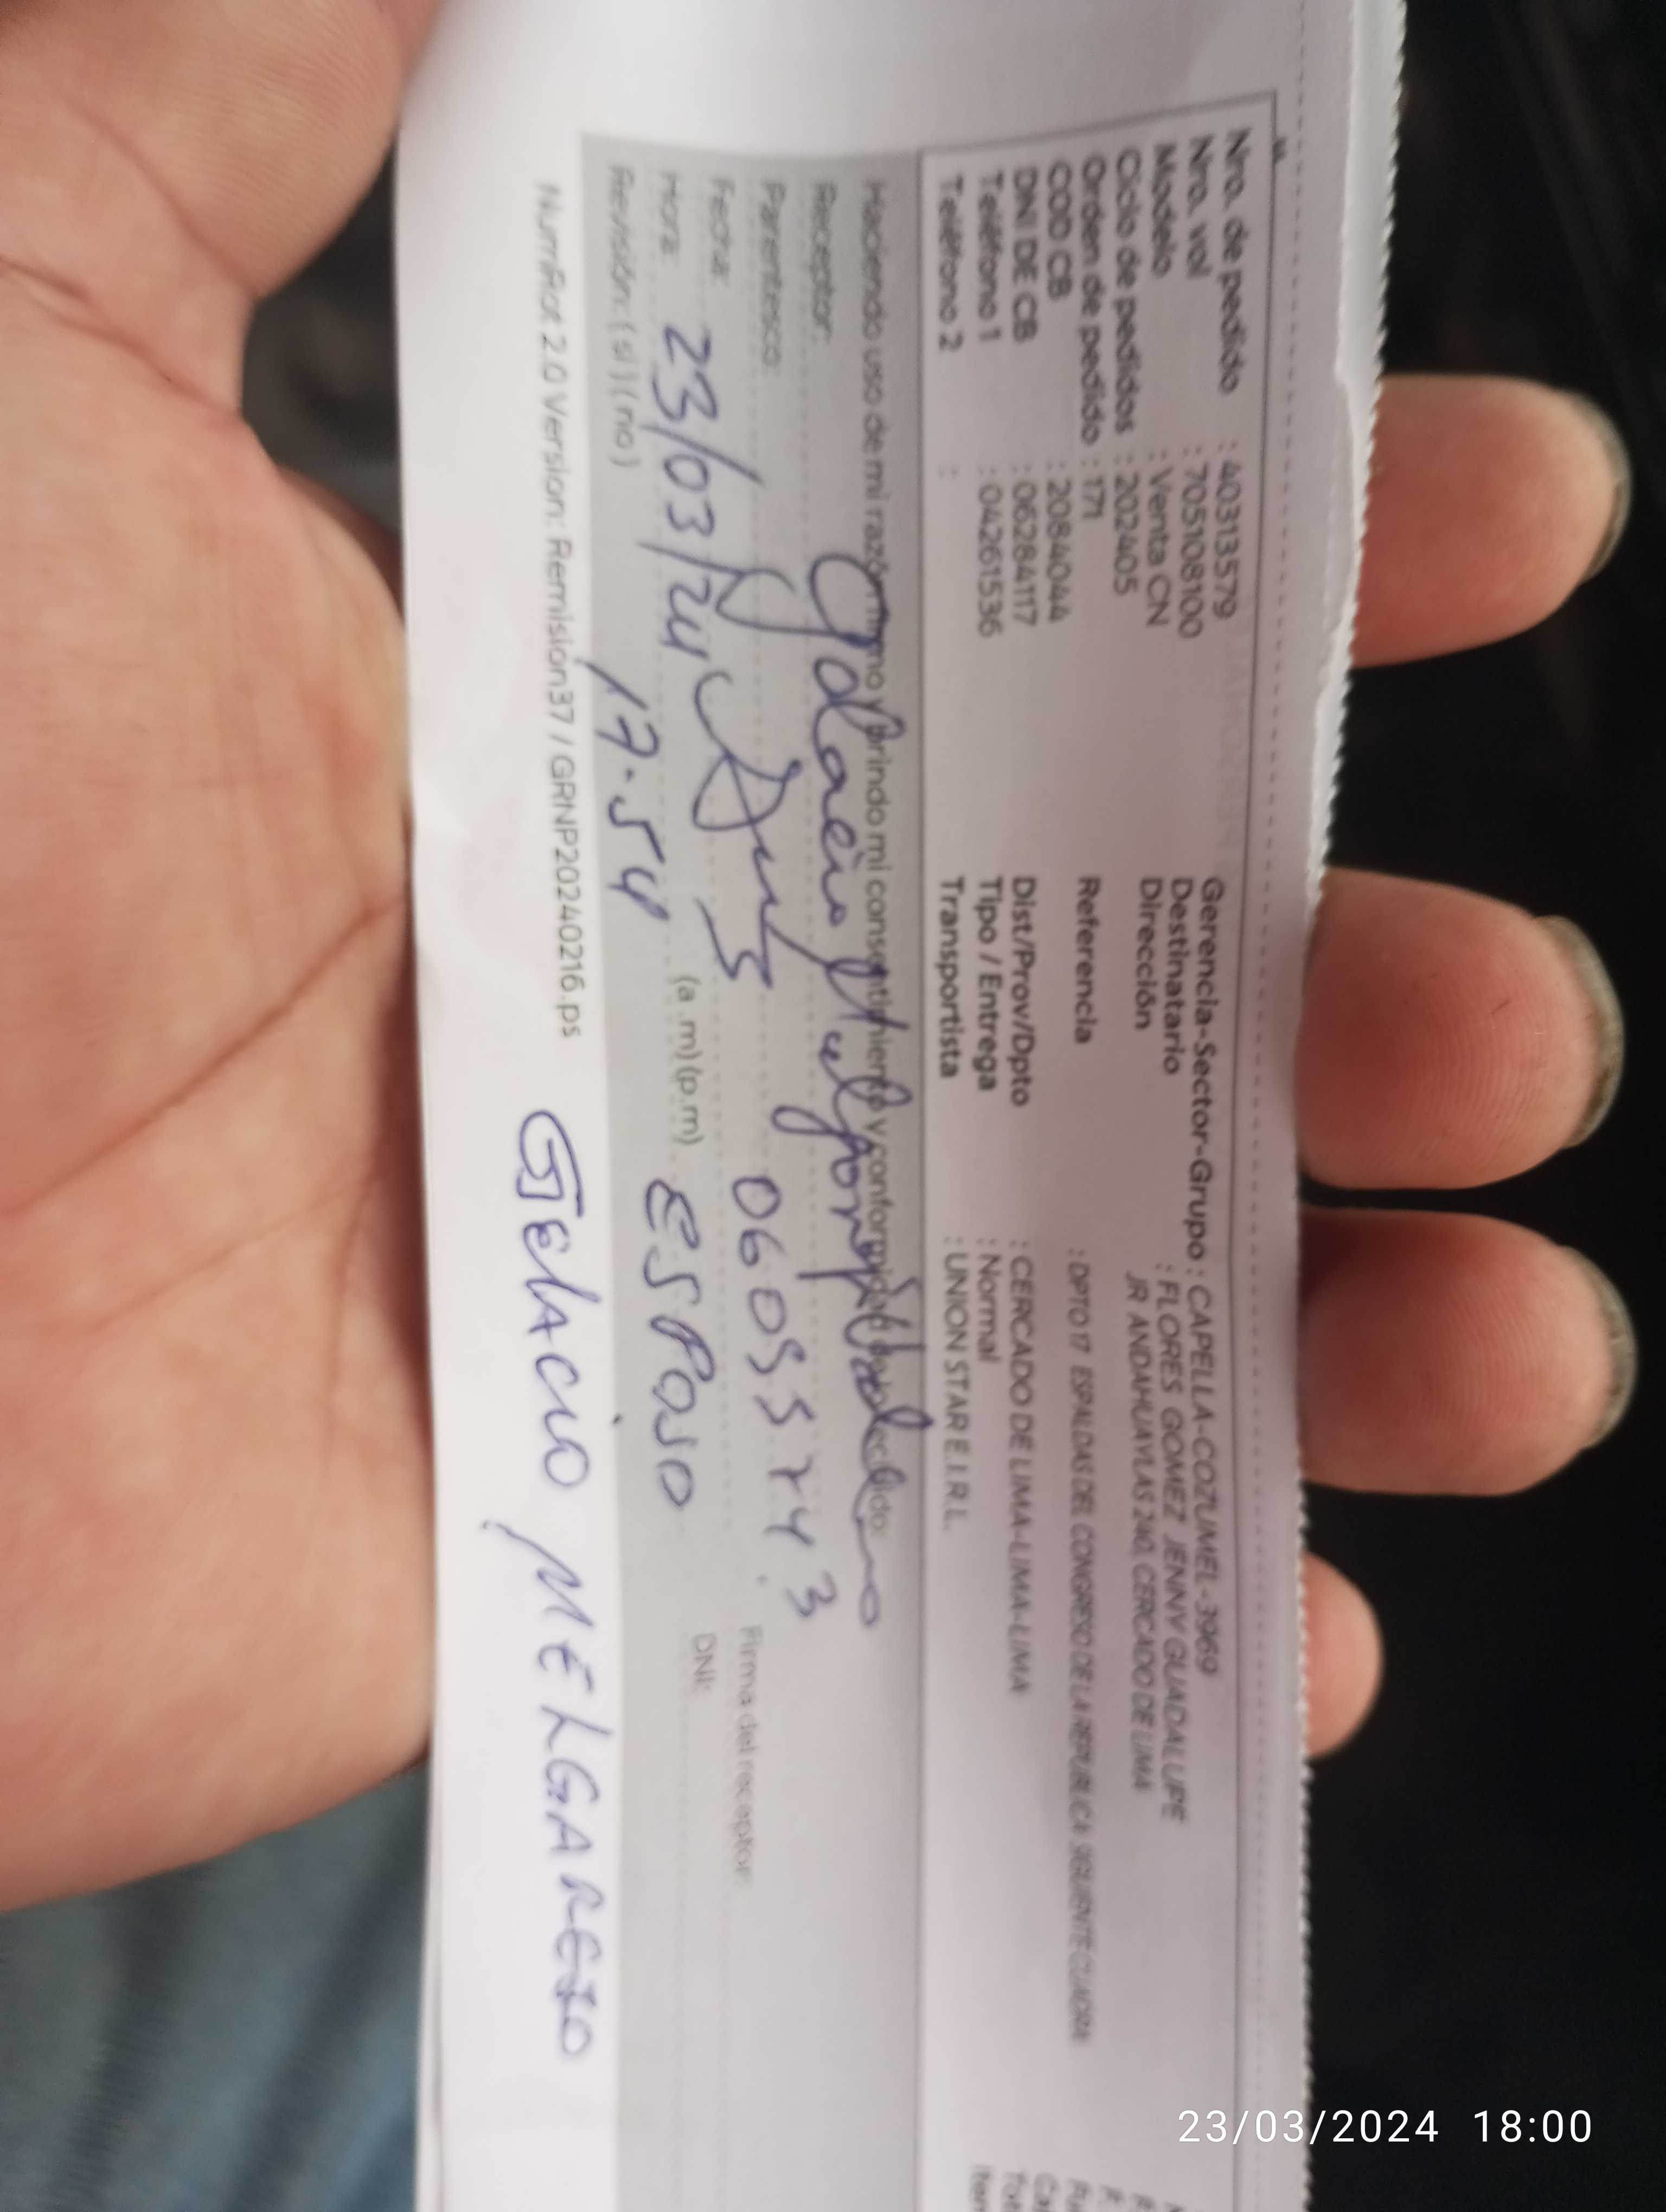 Nro. de pedido : 40313579
Nro. vol : 705108100
Modelo : Venta CN
Ciclo de pedidos : 202405
Orden de pedido : 171
COD CB : 2084044
DNI DE CB : 06284117
Teléfono 1 : 04261536
Teléfono 2 :
Gerencia-Sector-Grupo : CAPELLA-COZUMEL-3969
Destinatario : FLORES GOMEZ JENNY GUADALUPE
Dirección JR ANDAHUAYLAS 240, CERCADO DE LIMA
Referencia : DPTO 17 ESPALDAS DEL CONGRESO DE LA REPUBLICA SIGUIENTE CUADRA
Dist/Prov/Dpto : CERCADO DE LIMA-LIMA-LIMA
Tipo / Entrega : Normal
Transportista : UNION STAR E.I.R.L.
Haciendo uso de mi razón firmo y brindo mi consentimiento y conformidad
Receptor:
Parentesco:
Fecha: 23/03/24
Hora: 17.54 (a .m) (p.m) ESPOSO
Revisión: ( si ) ( no )
Firma del receptor:
DNI:
NumRot 2.0 Version: Remision37 / GRNP20240216.ps
GELACIO MELGAREJO
23/03/2024 18:00